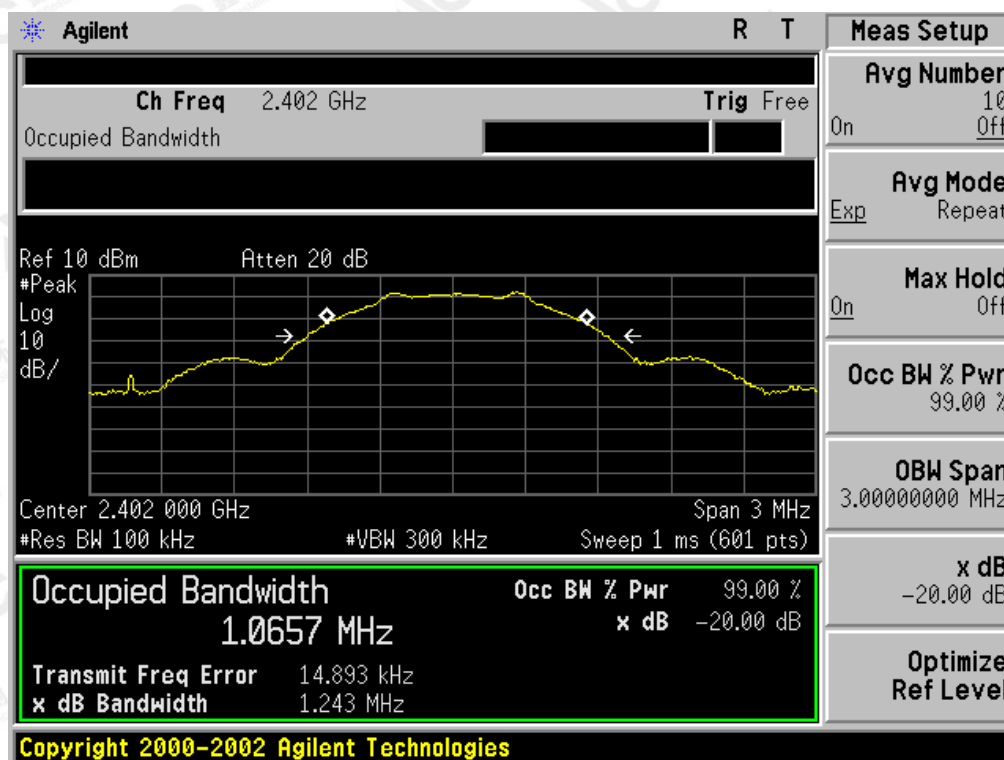 Agilent R T
Ch Freq 2.402 GHz Trig Free
Occupied Bandwidth
Ref 10 dBm Atten 20 dB
#Peak
Log
10
dB/
Center 2.402 000 GHz Span 3 MHz
#Res BW 100 kHz #VBW 300 kHz Sweep 1 ms (601 pts)
Occupied Bandwidth Occ BW % Pwr 99.00 %
1.0657 MHz x dB -20.00 dB
Transmit Freq Error 14.893 kHz
x dB Bandwidth 1.243 MHz
Copyright 2000-2002 Agilent Technologies
Meas Setup
Avg Number
10
On Off
Avg Mode
Exp Repeat
Max Hold
On Off
Occ BW % Pwr
99.00 %
OBW Span
3.00000000 MHz
x dB
-20.00 dB
Optimize
Ref Level